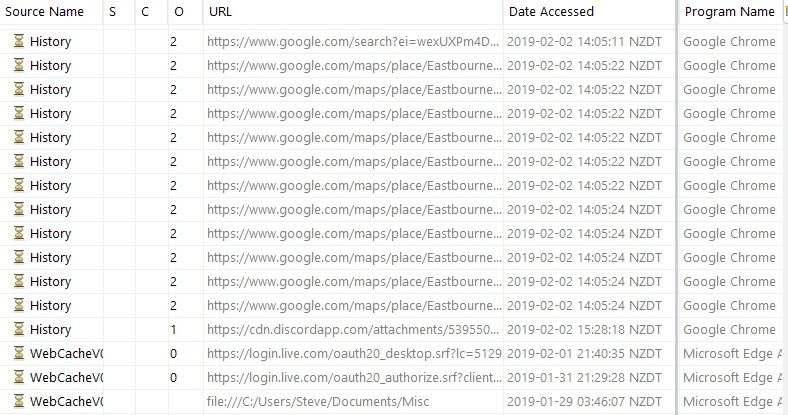 Source Name S C O URL Date Accessed Program Name
History 2 https://www.google.com/search?ei=wexUXPm4D... 2019-02-02 14:05:11 NZDT Google Chrome
History 2 https://www.google.com/maps/place/Eastbourne... 2019-02-02 14:05:22 NZDT Google Chrome
History 2 https://www.google.com/maps/place/Eastbourne... 2019-02-02 14:05:22 NZDT Google Chrome
History 2 https://www.google.com/maps/place/Eastbourne... 2019-02-02 14:05:22 NZDT Google Chrome
History 2 https://www.google.com/maps/place/Eastbourne... 2019-02-02 14:05:22 NZDT Google Chrome
History 2 https://www.google.com/maps/place/Eastbourne... 2019-02-02 14:05:22 NZDT Google Chrome
History 2 https://www.google.com/maps/place/Eastbourne... 2019-02-02 14:05:22 NZDT Google Chrome
History 2 https://www.google.com/maps/place/Eastbourne... 2019-02-02 14:05:24 NZDT Google Chrome
History 2 https://www.google.com/maps/place/Eastbourne... 2019-02-02 14:05:24 NZDT Google Chrome
History 2 https://www.google.com/maps/place/Eastbourne... 2019-02-02 14:05:24 NZDT Google Chrome
History 2 https://www.google.com/maps/place/Eastbourne... 2019-02-02 14:05:24 NZDT Google Chrome
History 2 https://www.google.com/maps/place/Eastbourne... 2019-02-02 14:05:24 NZDT Google Chrome
History 1 https://cdn.discordapp.com/attachments/539550... 2019-02-02 15:28:18 NZDT Google Chrome
WebCacheV0 0 https://login.live.com/oauth20_desktop.srf?lc=5129 2019-02-01 21:40:35 NZDT Microsoft Edge A
WebCacheV0 0 https://login.live.com/oauth20_authorize.srf?client... 2019-01-31 21:29:28 NZDT Microsoft Edge A
WebCacheV0 file:///C:/Users/Steve/Documents/Misc 2019-01-29 03:46:07 NZDT Microsoft Edge A